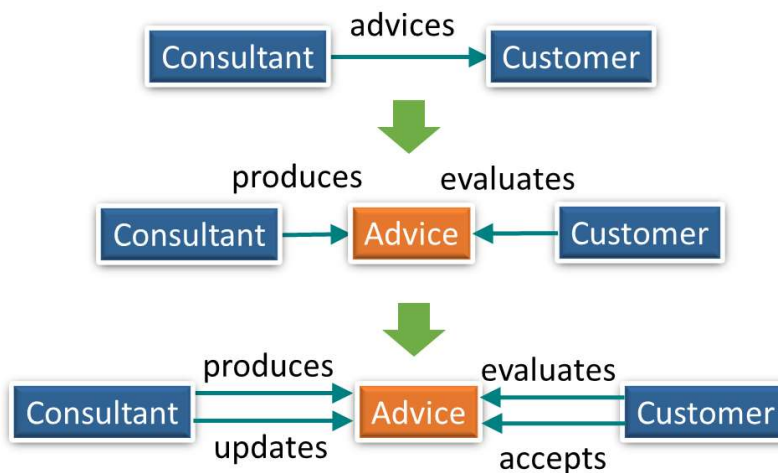 advices
Consultant Customer
produces evaluates
Consultant Advice Customer
produces evaluates
Consultant Advice Customer
updates accepts